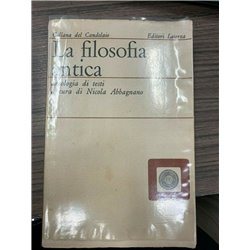 Collana del Candelaio Editori Laterza
La filosofia
antica
antologia di testi
a cura di Nicola Abbagnano